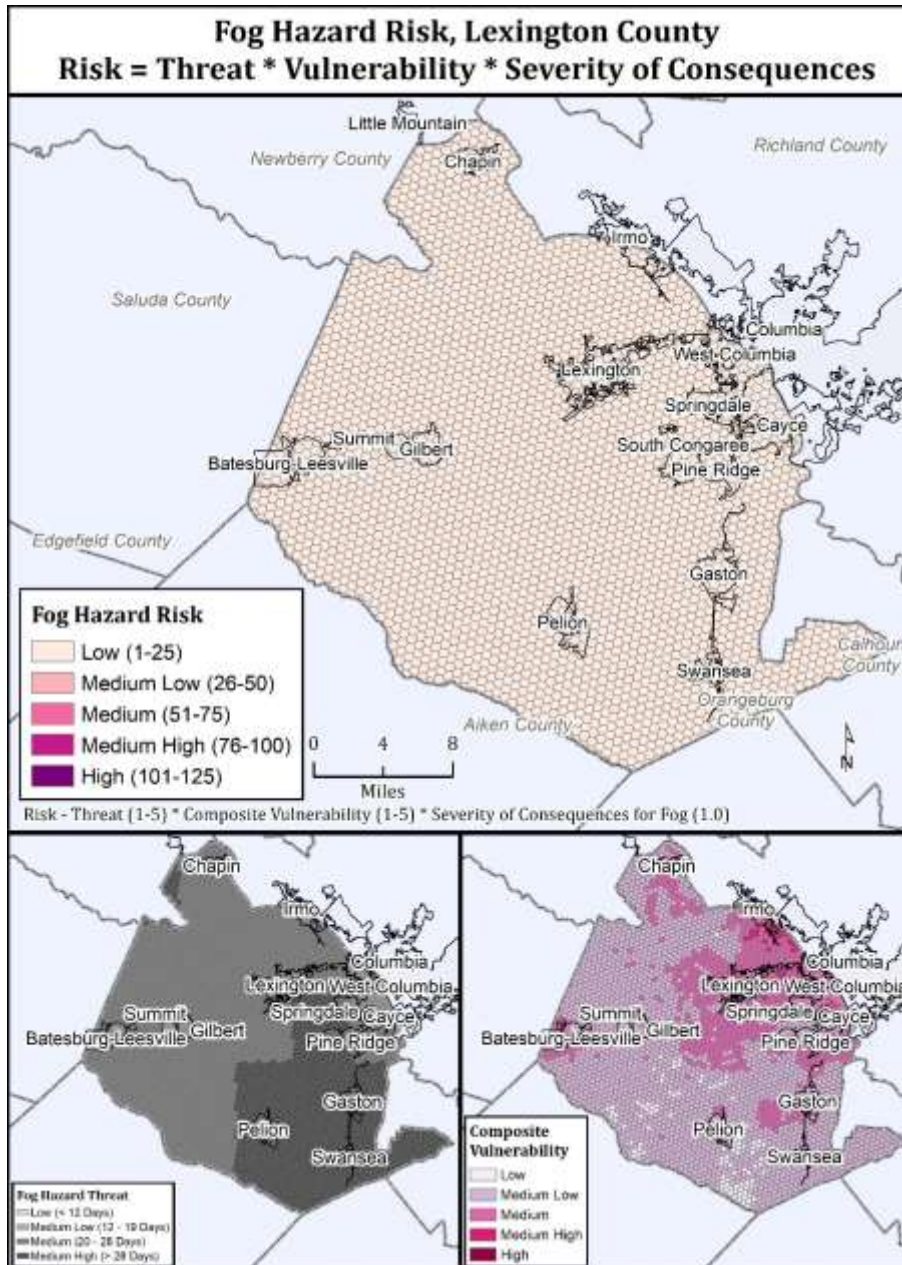 Fog Hazard Risk, Lexington County
Risk = Threat * Vulnerability * Severity of Consequences
Little Mountain
Newberry County
Chapin
Richland County
Irmo
Saluda County
Columbia
West Columbia
Lexington
Springdale
Cayce
Summit
Gilbert
South Congaree
Batesburg-Leesville
Pine Ridge
Edgefield County
Gaston
Fog Hazard Risk
Low (1-25)
Medium Low (26-50)
Medium (51-75)
Medium High (76-100)
High (101-125)
Pelion
Calhoun
County
Swansea
Orangeburg
County
Aiken County
0 4 8
Miles
N
Risk - Threat (1-5) * Composite Vulnerability (1-5) * Severity of Consequences for Fog (1.0)
Chapin
Irmo
Columbia
Lexington West Columbia
Summit
Springdale
Cayce
Batesburg-Leesville
Gilbert
Pine Ridge
Gaston
Pelion
Swansea
Fog Hazard Threat
Low (< 12 Days)
Medium Low (12 - 19 Days)
Medium (20 - 28 Days)
Medium High (> 28 Days)
Chapin
Irmo
Columbia
Lexington West Columbia
Summit
Springdale
Cayce
Batesburg-Leesville
Gilbert
Pine Ridge
Gaston
Pelion
Swansea
Composite
Vulnerability
Low
Medium Low
Medium
Medium High
High